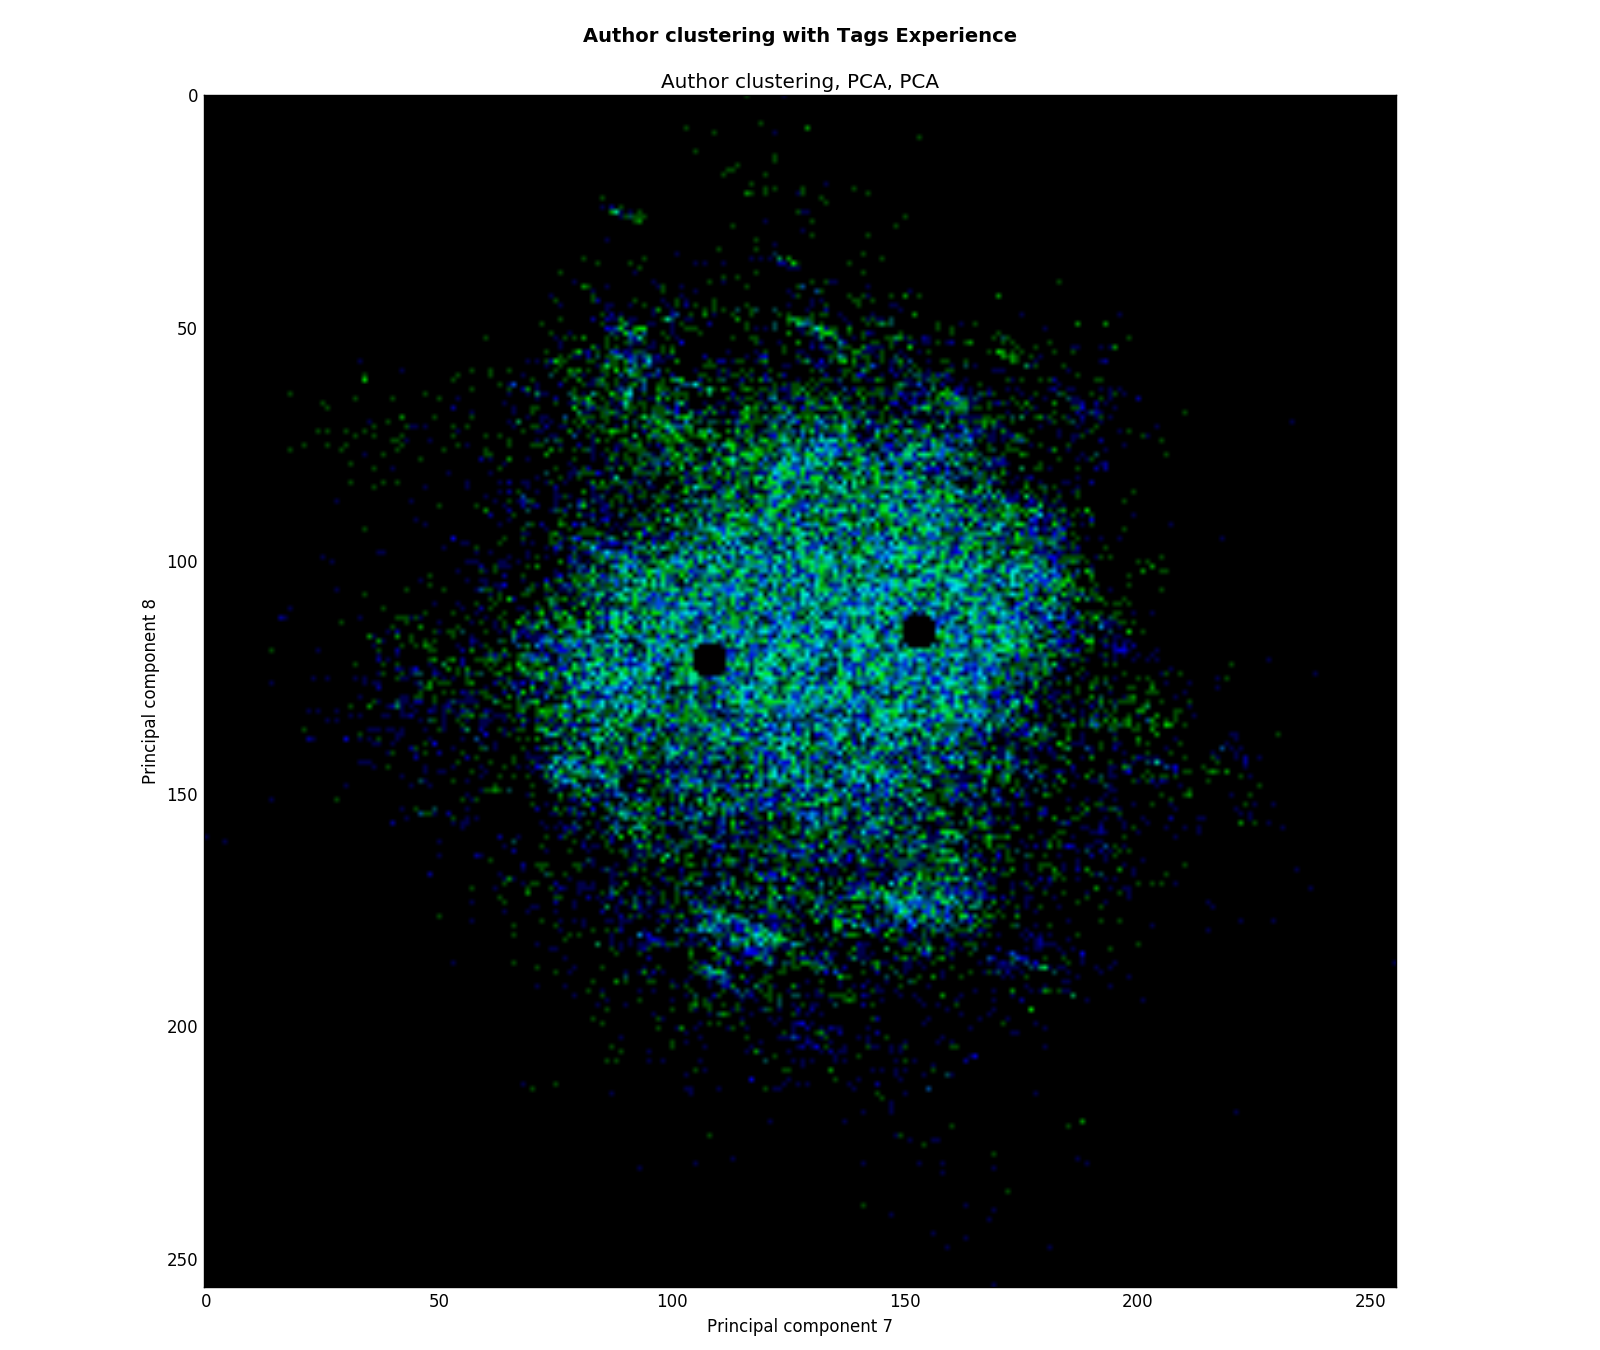 Author clustering with Tags Experience
Author clustering, PCA, PCA
0
50
100
150
200
250
Principal component 8
0 50 100 150 200 250
Principal component 7